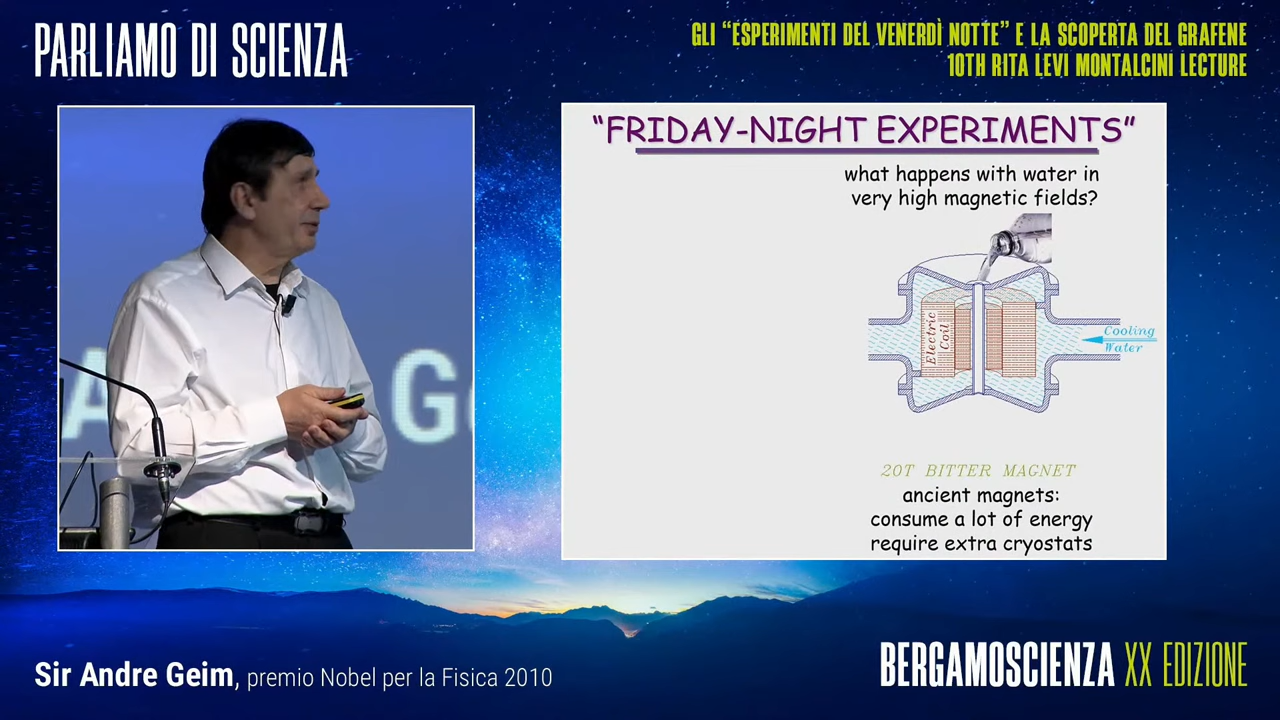 PARLIAMO DI SCIENZA
GLI “ESPERIMENTI DEL VENERDÌ NOTTE” E LA SCOPERTA DEL GRAFENE
10TH RITA LEVI MONTALCINI LECTURE
A
G
“FRIDAY-NIGHT EXPERIMENTS”
what happens with water in
very high magnetic fields?
Electric
Coil
Cooling
Water
20T BITTER MAGNET
ancient magnets:
consume a lot of energy
require extra cryostats
Sir Andre Geim, premio Nobel per la Fisica 2010
BERGAMOSCIENZA XX EDIZIONE